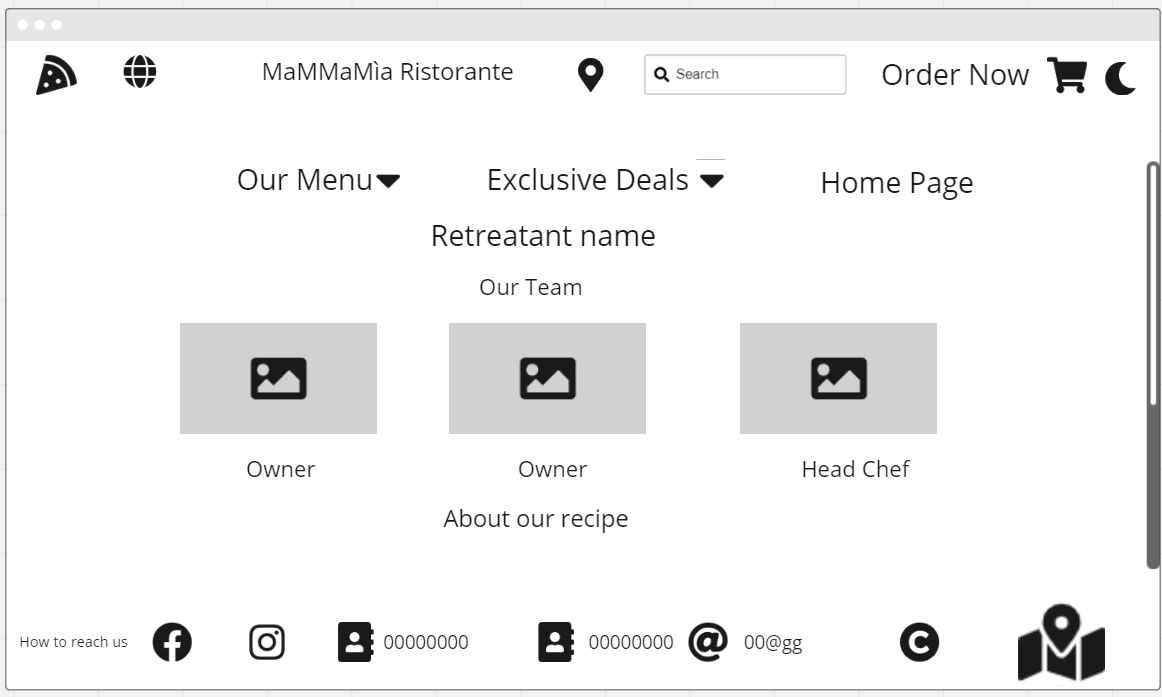 MaMMaMìa Ristorante
Search
Order Now
Our Menu
Exclusive Deals
Home Page
Retreatant name
Our Team
Owner
Owner
Head Chef
About our recipe
How to reach us
00000000
00000000
00@gg